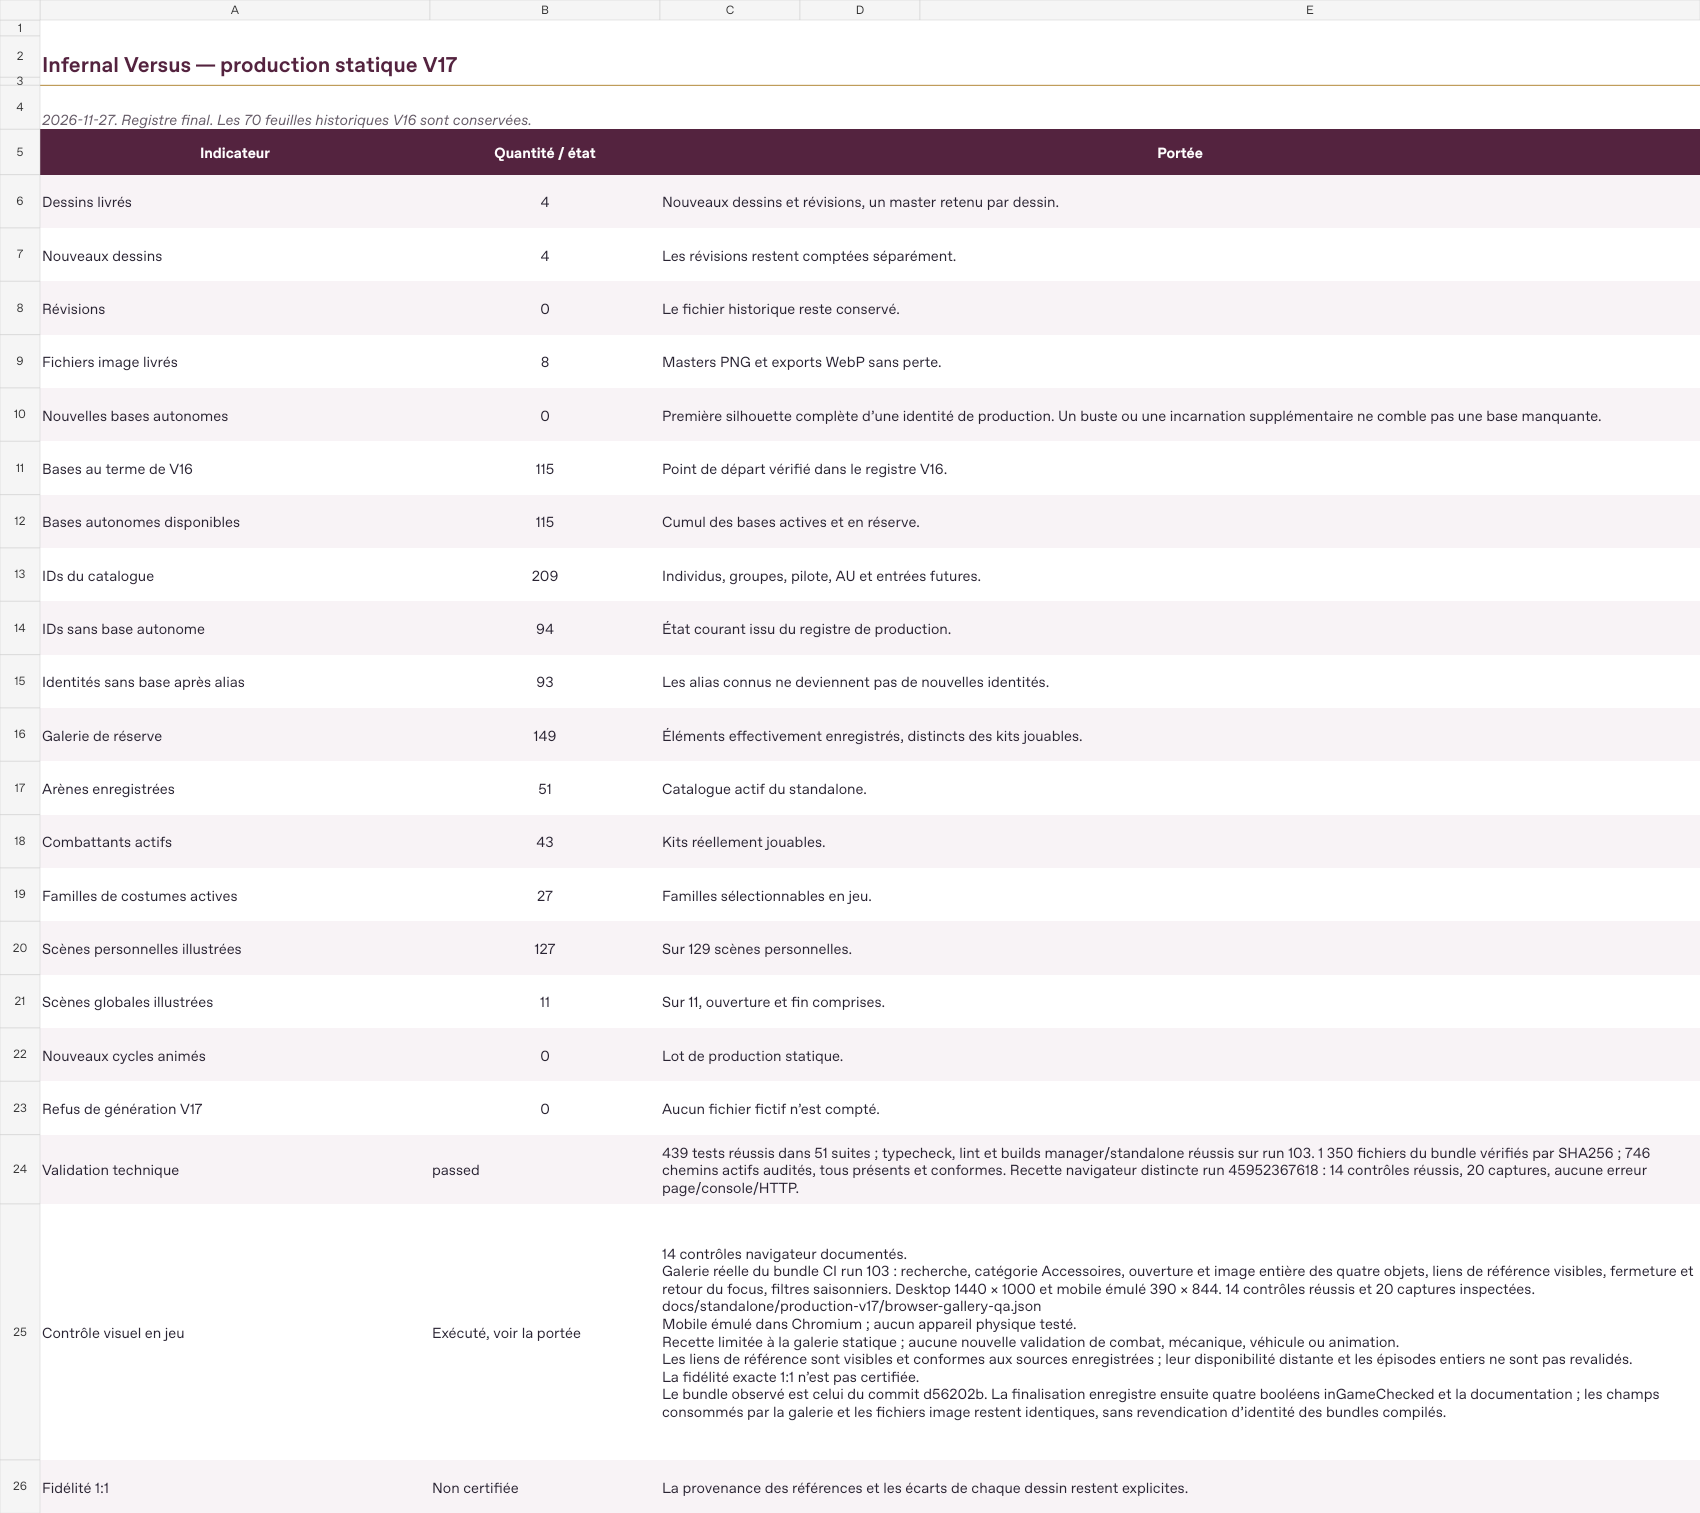 A B C D E
1
2 Infernal Versus — production statique V17
3
4 2026-11-27. Registre final. Les 70 feuilles historiques V16 sont conservées.
5 Indicateur Quantité / état Portée
6 Dessins livrés 4 Nouveaux dessins et révisions, un master retenu par dessin.
7 Nouveaux dessins 4 Les révisions restent comptées séparément.
8 Révisions 0 Le fichier historique reste conservé.
9 Fichiers image livrés 8 Masters PNG et exports WebP sans perte.
10 Nouvelles bases autonomes 0 Première silhouette complète d’une identité de production. Un buste ou une incarnation supplémentaire ne comble pas une base manquante.
11 Bases au terme de V16 115 Point de départ vérifié dans le registre V16.
12 Bases autonomes disponibles 115 Cumul des bases actives et en réserve.
13 IDs du catalogue 209 Individus, groupes, pilote, AU et entrées futures.
14 IDs sans base autonome 94 État courant issu du registre de production.
15 Identités sans base après alias 93 Les alias connus ne deviennent pas de nouvelles identités.
16 Galerie de réserve 149 Éléments effectivement enregistrés, distincts des kits jouables.
17 Arènes enregistrées 51 Catalogue actif du standalone.
18 Combattants actifs 43 Kits réellement jouables.
19 Familles de costumes actives 27 Familles sélectionnables en jeu.
20 Scènes personnelles illustrées 127 Sur 129 scènes personnelles.
21 Scènes globales illustrées 11 Sur 11, ouverture et fin comprises.
22 Nouveaux cycles animés 0 Lot de production statique.
23 Refus de génération V17 0 Aucun fichier fictif n’est compté.
24 Validation technique passed 439 tests réussis dans 51 suites ; typecheck, lint et builds manager/standalone réussis sur run 103. 1 350 fichiers du bundle vérifiés par SHA256 ; 746
chemins actifs audités, tous présents et conformes. Recette navigateur distincte run 45952367618 : 14 contrôles réussis, 20 captures, aucune erreur
page/console/HTTP.
25 Contrôle visuel en jeu Exécuté, voir la portée 14 contrôles navigateur documentés.
Galerie réelle du bundle CI run 103 : recherche, catégorie Accessoires, ouverture et image entière des quatre objets, liens de référence visibles, fermeture et
retour du focus, filtres saisonniers. Desktop 1440 × 1000 et mobile émulé 390 × 844. 14 contrôles réussis et 20 captures inspectées.
docs/standalone/production-v17/browser-gallery-qa.json
Mobile émulé dans Chromium ; aucun appareil physique testé.
Recette limitée à la galerie statique ; aucune nouvelle validation de combat, mécanique, véhicule ou animation.
Les liens de référence sont visibles et conformes aux sources enregistrées ; leur disponibilité distante et les épisodes entiers ne sont pas revalidés.
La fidélité exacte 1:1 n’est pas certifiée.
Le bundle observé est celui du commit d56202b. La finalisation enregistre ensuite quatre booléens inGameChecked et la documentation ; les champs
consommés par la galerie et les fichiers image restent identiques, sans revendication d’identité des bundles compilés.
26 Fidélité 1:1 Non certifiée La provenance des références et les écarts de chaque dessin restent explicites.